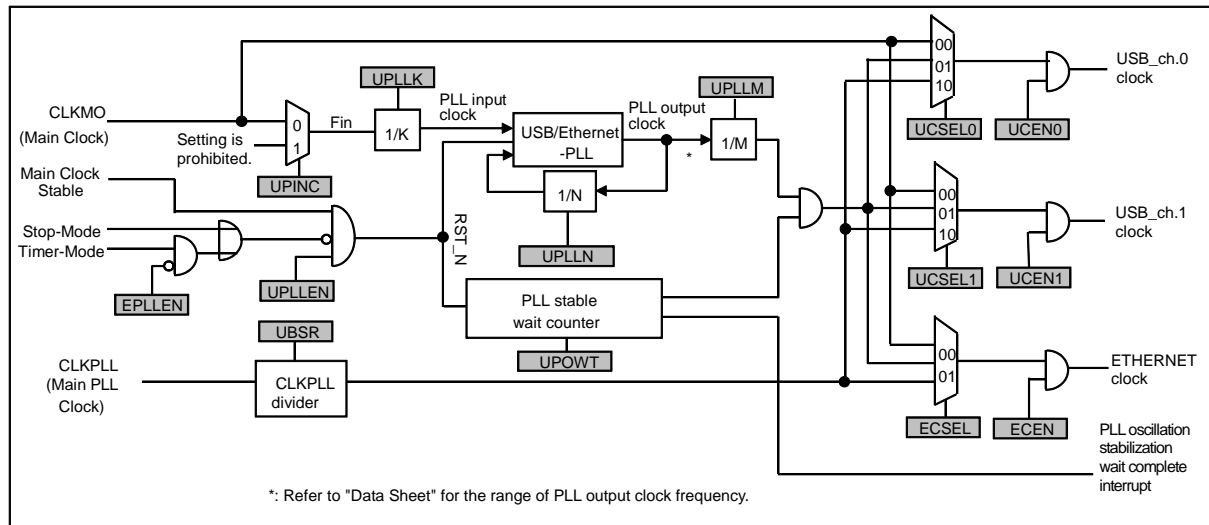 CLKMO
(Main Clock)
Setting is
prohibited.
0
1
UPINC
Fin
UPLLK
1/K
PLL input
clock
USB/Ethernet
-PLL
1/N
UPLLN
PLL output
clock
*
UPLLM
1/M
Main Clock
Stable
Stop-Mode
Timer-Mode
EPLLEN
UPLLEN
RST_N
PLL stable
wait counter
UPOWT
CLKPLL
(Main PLL
Clock)
UBSR
CLKPLL
divider
00
01
10
UCSEL0
UCEN0
USB_ch.0
clock
00
01
10
UCSEL1
UCEN1
USB_ch.1
clock
00
01
ECSEL
ECEN
ETHERNET
clock
PLL oscillation
stabilization
wait complete
interrupt
*: Refer to "Data Sheet" for the range of PLL output clock frequency.